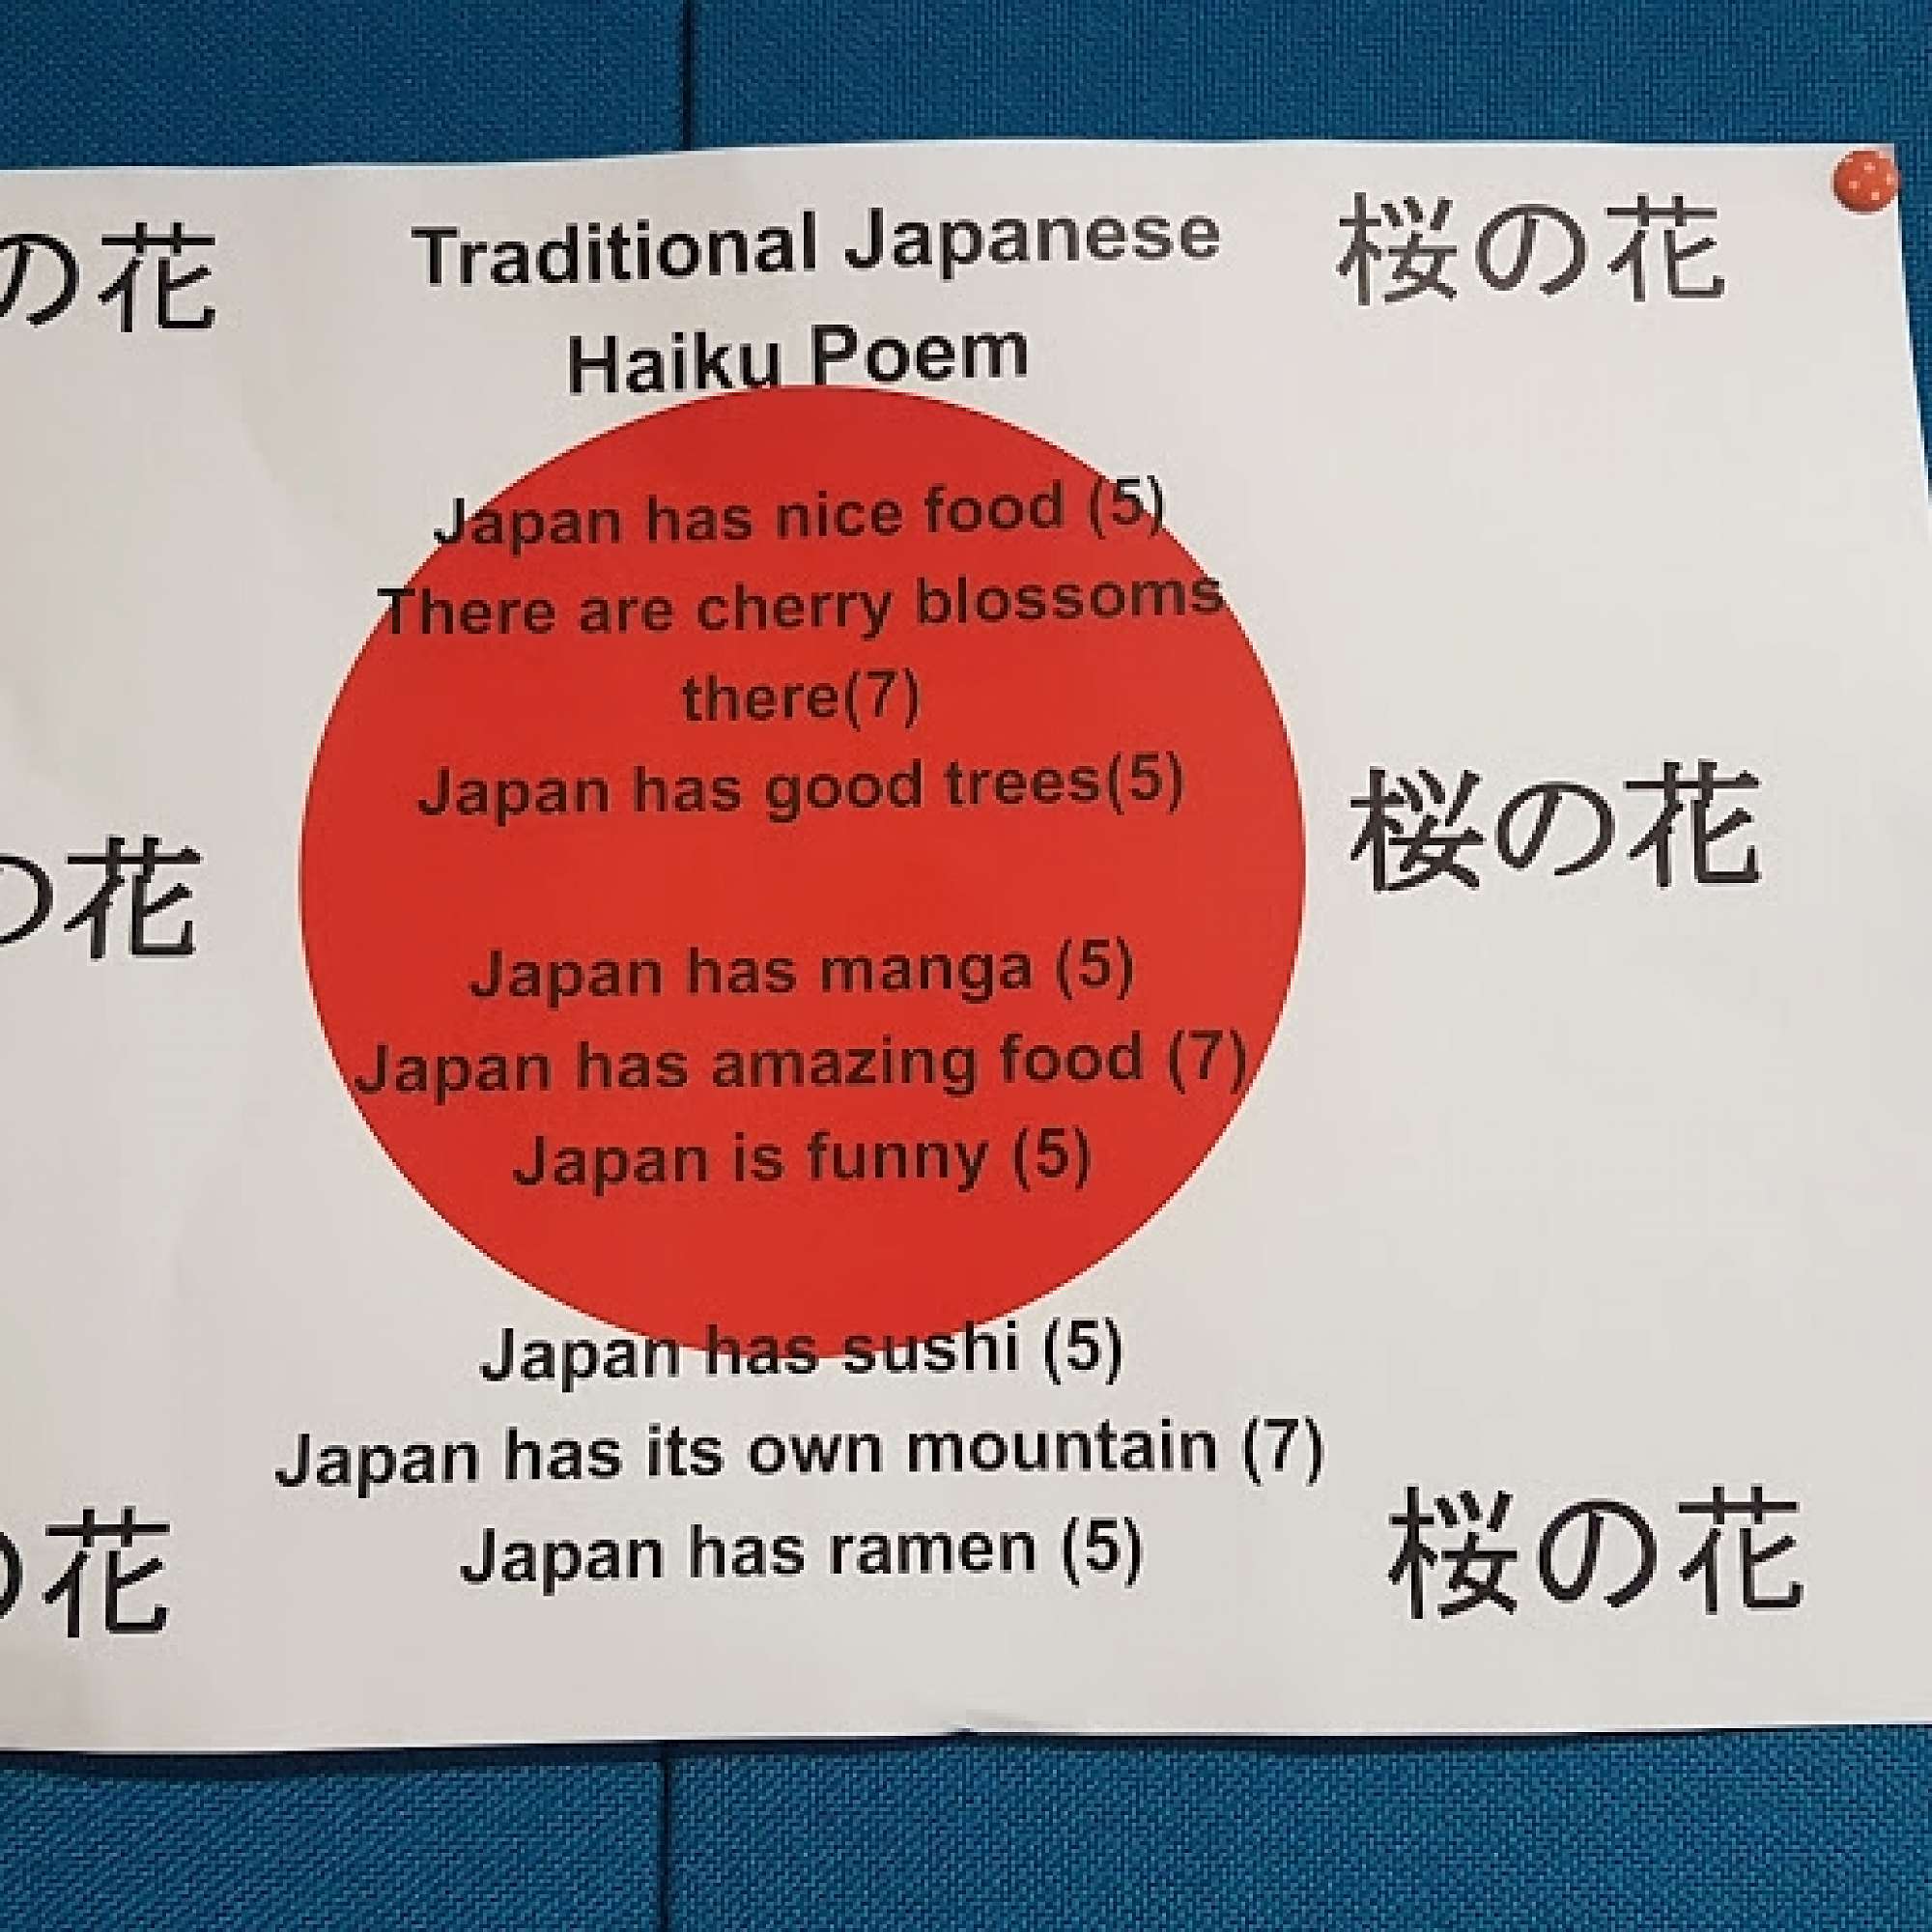 の花
Traditional Japanese
Haiku Poem
桜の花
Japan has nice food (5)
There are cherry blossoms
there(7)
Japan has good trees(5)
の花
桜の花
Japan has manga (5)
Japan has amazing food (7)
Japan is funny (5)
Japan has sushi (5)
Japan has its own mountain (7)
Japan has ramen (5)
の花
桜の花